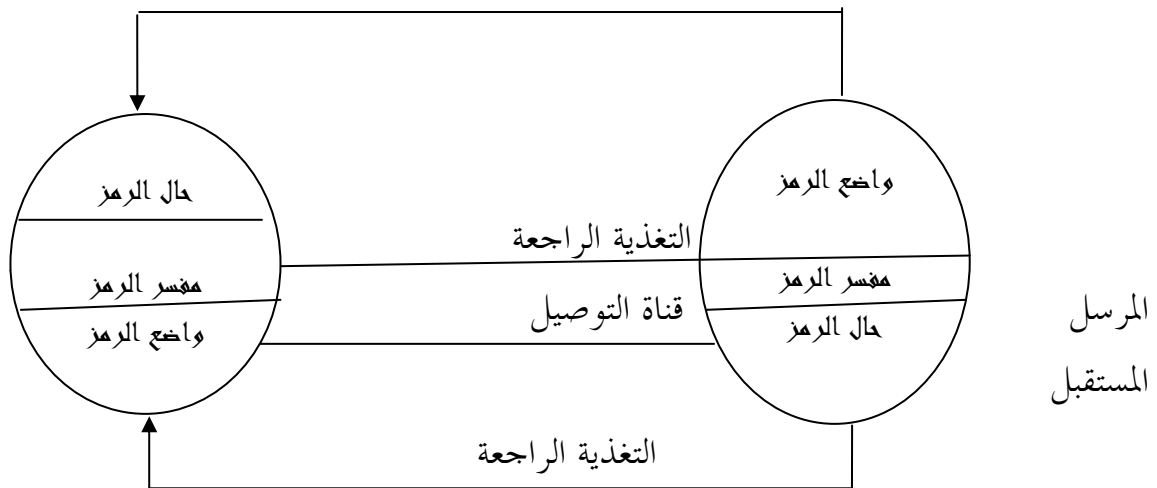 واضع الرمز
مفسر الرمز
حال الرمز
حال الرمز
مفسر الرمز
واضع الرمز
التغذية الراجعة
قناة التوصيل
التغذية الراجعة
المرسل
المستقبل